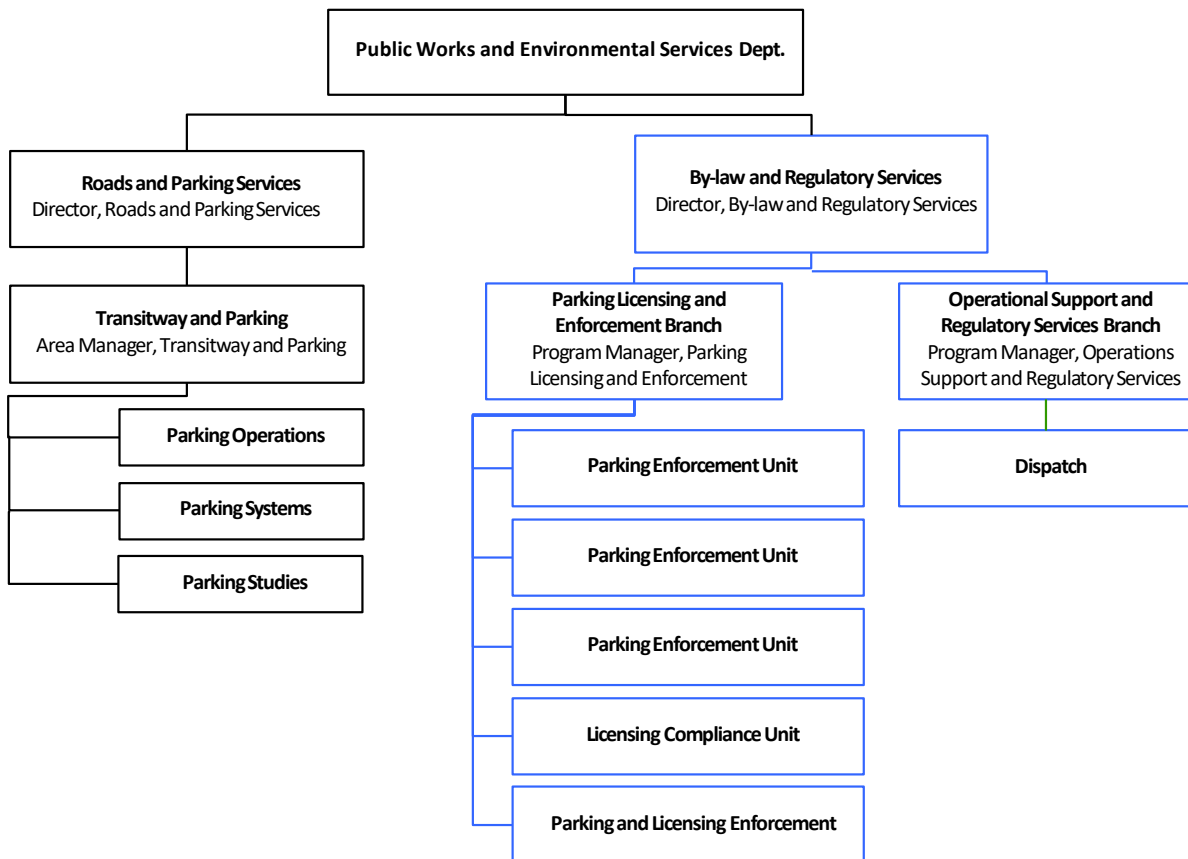 Public Works and Environmental Services Dept.
Roads and Parking Services
Director, Roads and Parking Services
By-law and Regulatory Services
Director, By-law and Regulatory Services
Transitway and Parking
Area Manager, Transitway and Parking
Parking Licensing and
Enforcement Branch
Program Manager, Parking
Licensing and Enforcement
Operational Support and
Regulatory Services Branch
Program Manager, Operations
Support and Regulatory Services
Parking Operations
Parking Systems
Parking Studies
Parking Enforcement Unit
Parking Enforcement Unit
Parking Enforcement Unit
Licensing Compliance Unit
Parking and Licensing Enforcement
Dispatch